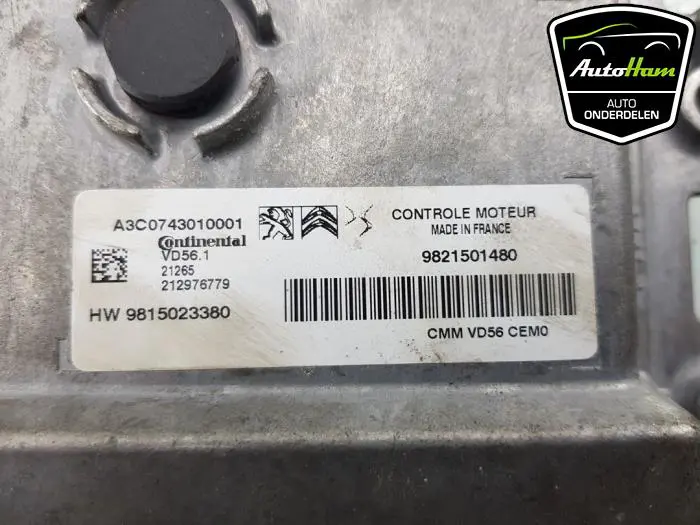 AutoHam
AUTO
ONDERDELEN
A3C0743010001
Continental
VD56.1
21265
212976779
HW 9815023380
CONTROLE MOTEUR
MADE IN FRANCE
9821501480
CMM VD56 CEM0